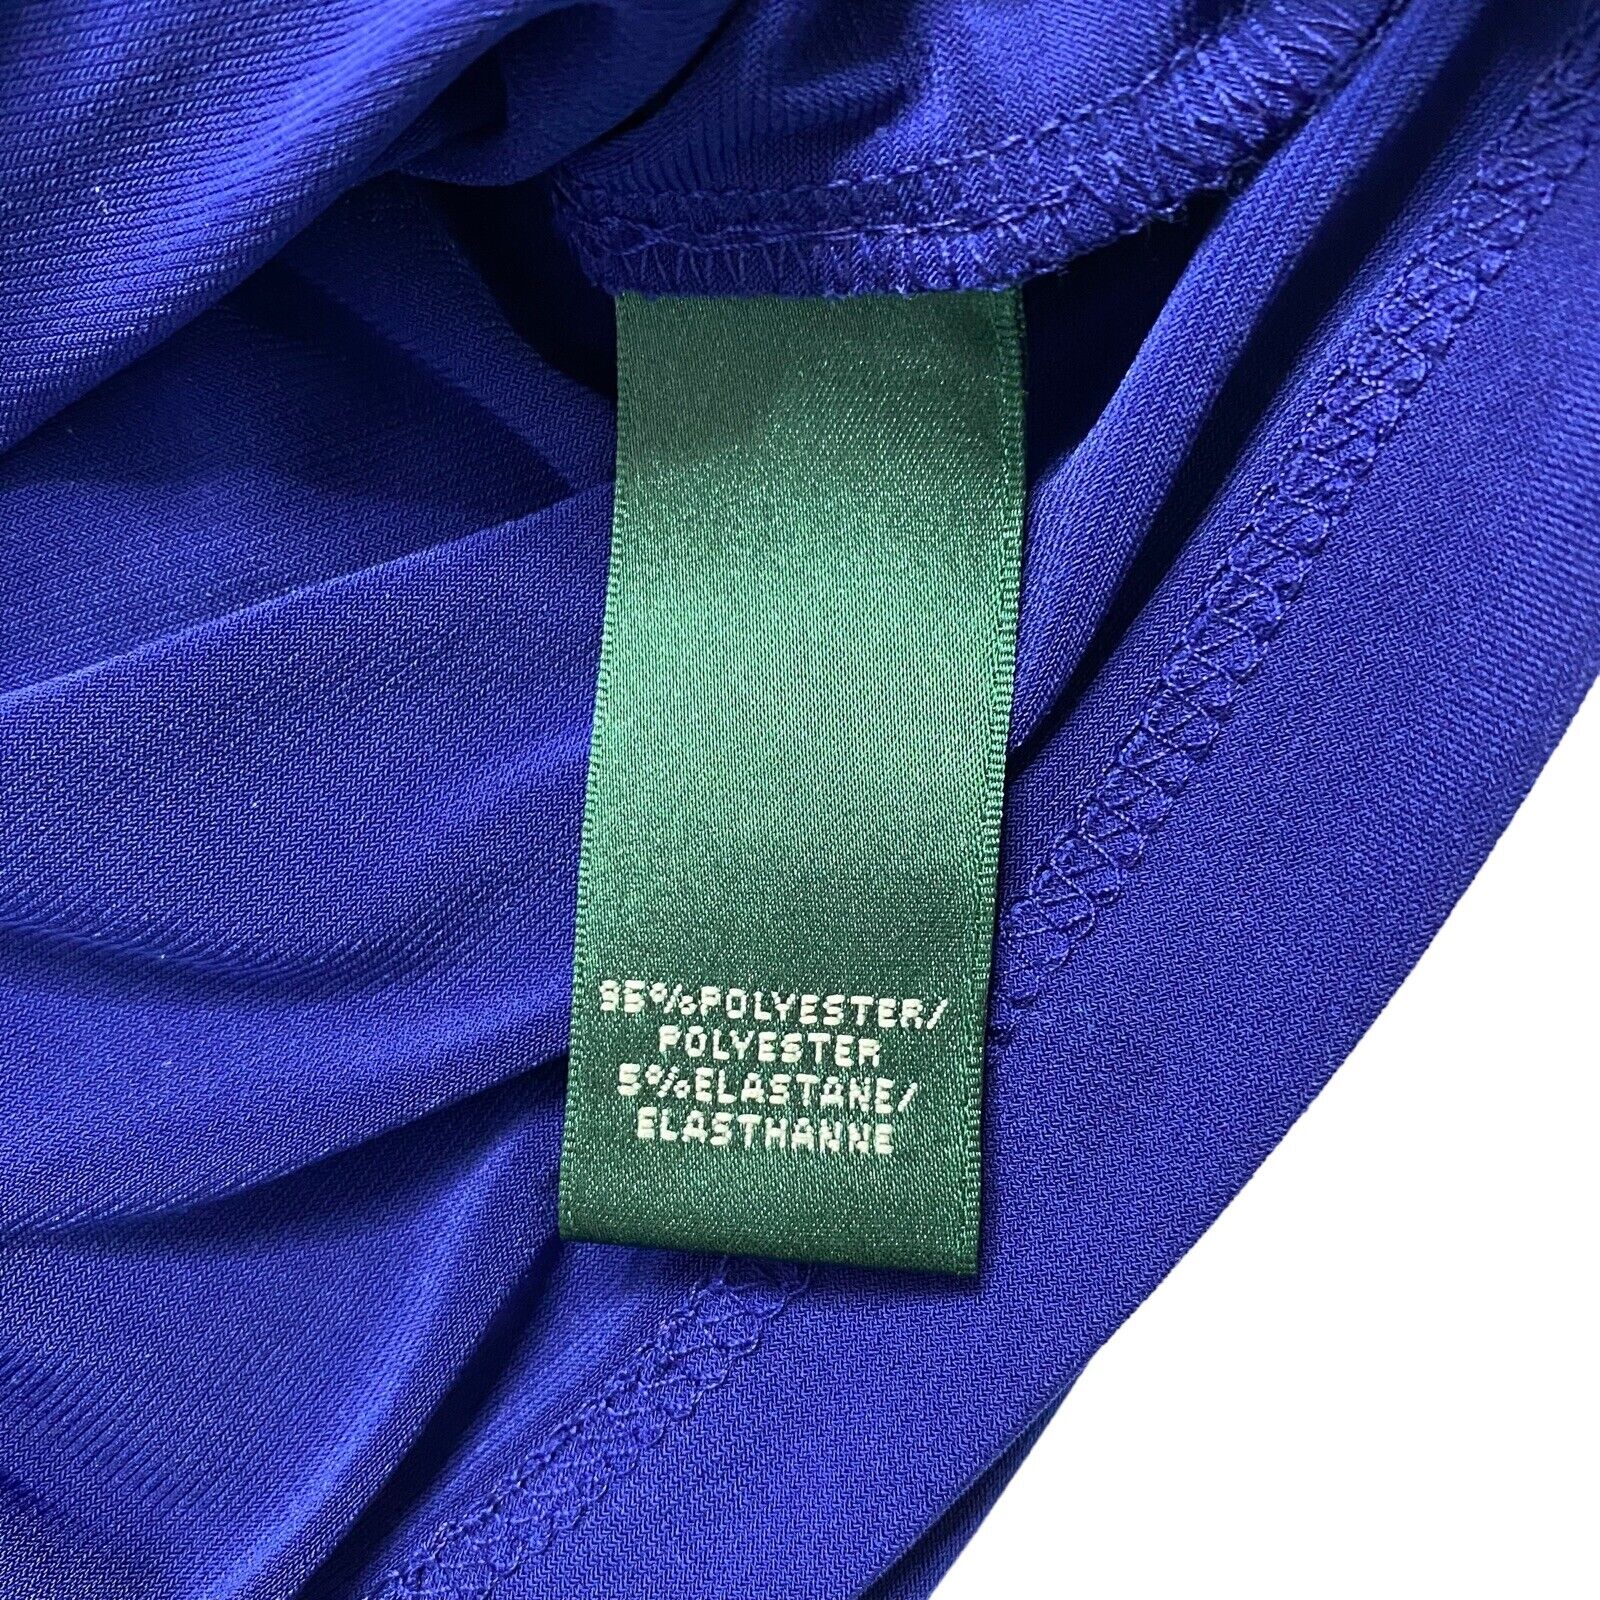 95%POLYESTER/
POLYESTER
5%ELASTANE/
ELASTHANNE